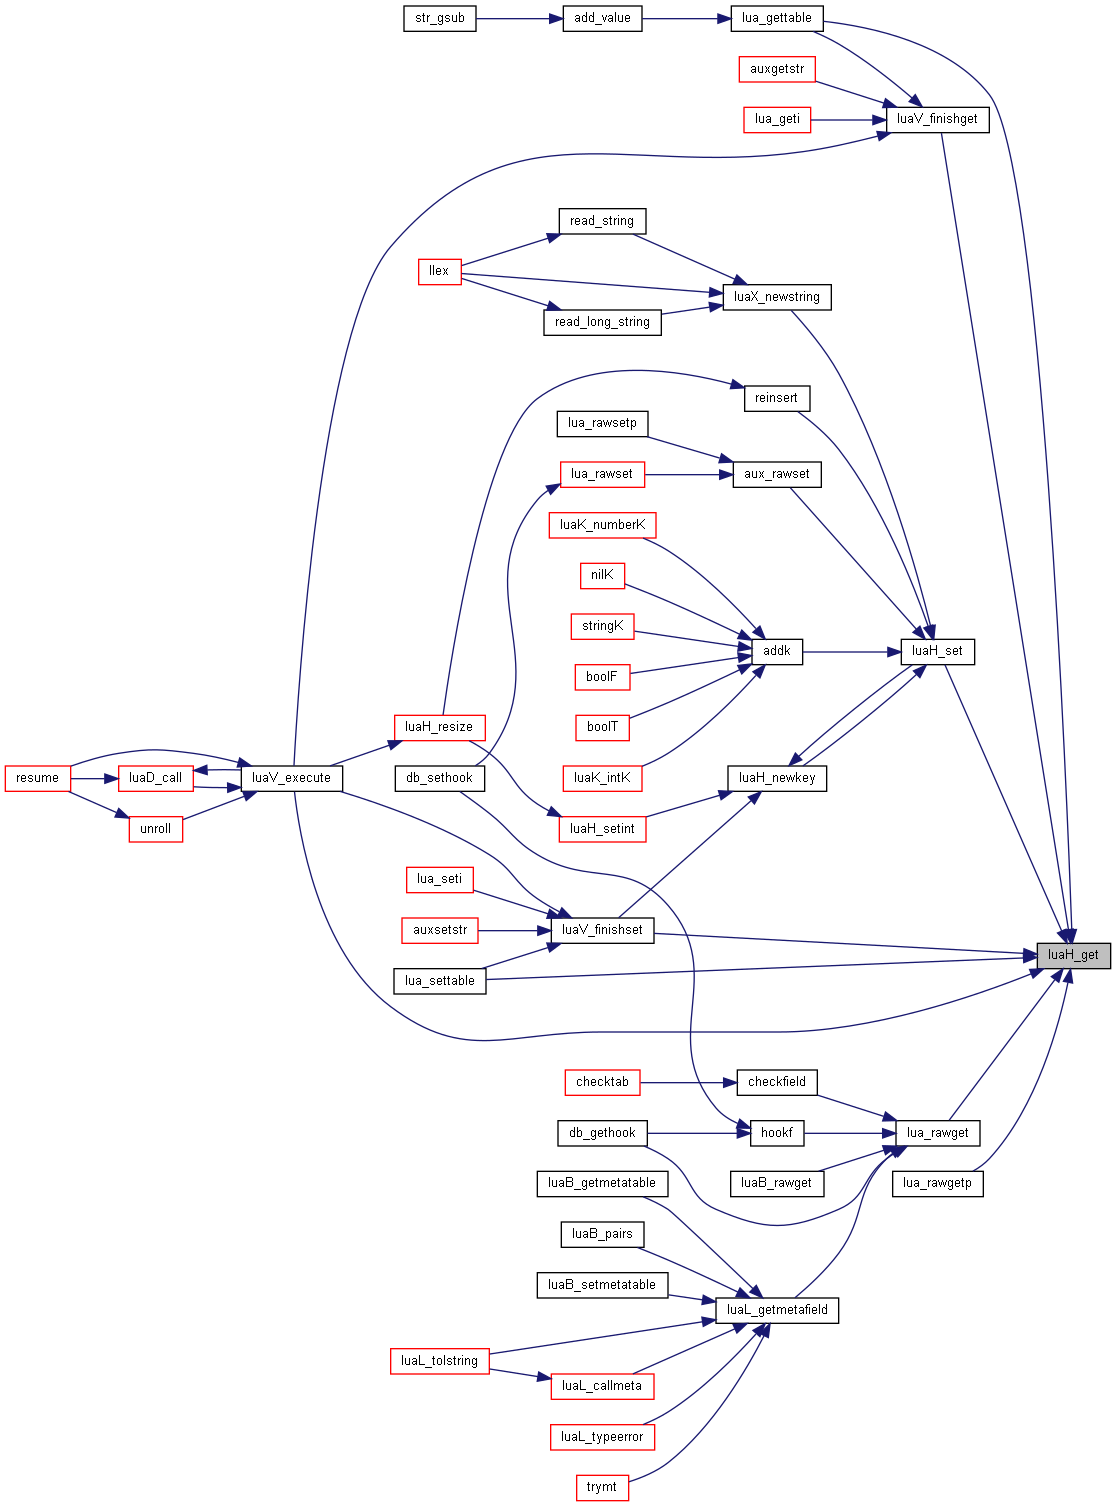 str_gsub
add_value
lua_gettable
auxgetstr
lua_geti
luaV_finishget
read_string
llex
luaX_newstring
read_long_string
reinsert
lua_rawsetp
lua_rawset
aux_rawset
luaK_numberK
nilK
stringK
addk
luaH_set
boolF
boolT
luaH_resize
resume
luaD_call
luaV_execute
db_sethook
luaK_intK
luaH_newkey
unroll
luaH_setint
lua_seti
auxsetstr
luaV_finishset
luaH_get
lua_settable
checktab
checkfield
db_gethook
hookf
lua_rawget
luaB_getmetatable
luaB_rawget
lua_rawgetp
luaB_pairs
luaB_setmetatable
luaL_getmetafield
luaL_tolstring
luaL_callmeta
luaL_typeerror
trymt